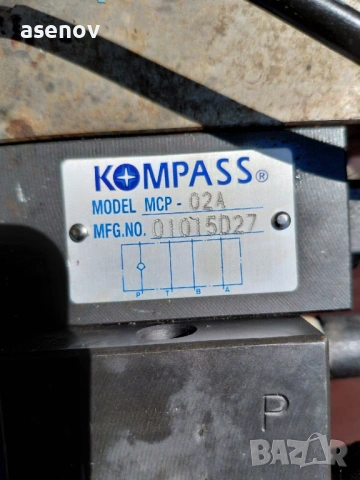 asenov
KOMPASS®
MODEL MCP - 02A
MFG.NO. 01015D27
P T B A
P
BAZAR